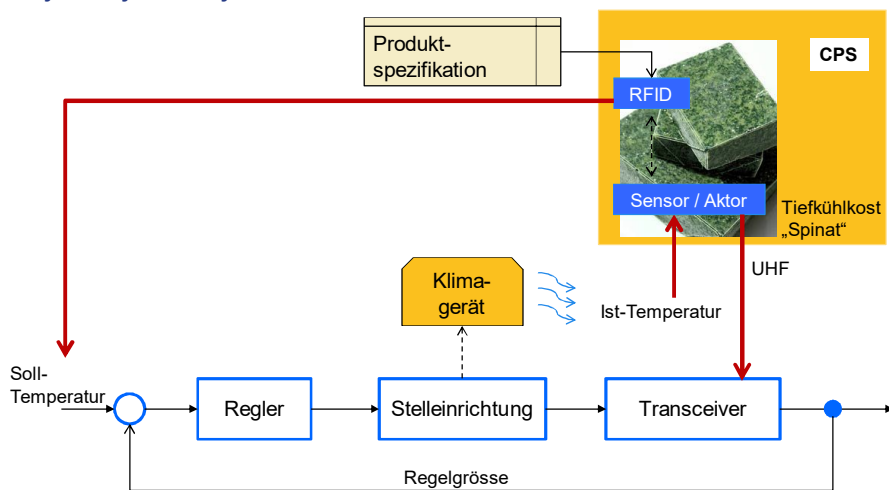 Produkt-
spezifikation
CPS
RFID
Sensor / Aktor
Tiefkühlkost
„Spinat“
UHF
Klima-
gerät
Ist-Temperatur
Soll-
Temperatur
Regler
Stelleinrichtung
Transceiver
Regelgrösse